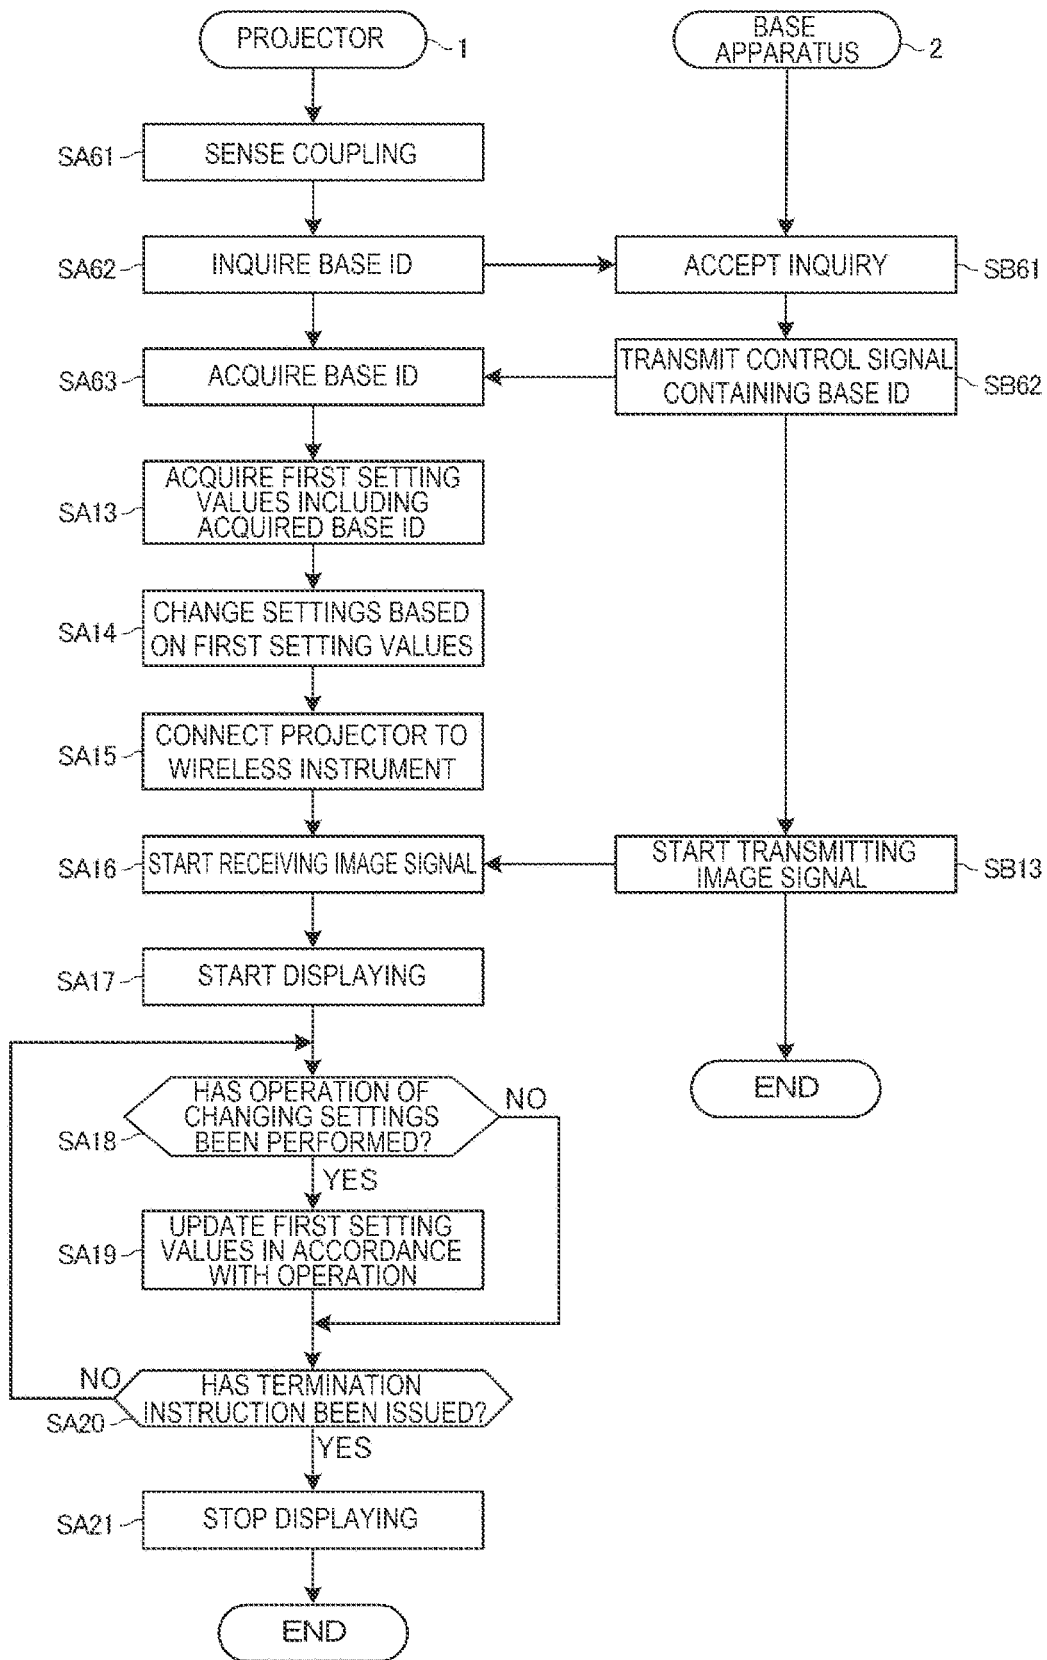 PROJECTOR
1
BASE
APPARATUS
2
SA61
SENSE COUPLING
SA62
INQUIRE BASE ID
ACCEPT INQUIRY
SB61
SA63
ACQUIRE BASE ID
TRANSMIT CONTROL SIGNAL
CONTAINING BASE ID
SB62
SA13
ACQUIRE FIRST SETTING
VALUES INCLUDING
ACQUIRED BASE ID
SA14
CHANGE SETTINGS BASED
ON FIRST SETTING VALUES
SA15
CONNECT PROJECTOR TO
WIRELESS INSTRUMENT
SA16
START RECEIVING IMAGE SIGNAL
START TRANSMITTING
IMAGE SIGNAL
SB13
SA17
START DISPLAYING
END
SA18
HAS OPERATION OF
CHANGING SETTINGS
BEEN PERFORMED?
NO
YES
SA19
UPDATE FIRST SETTING
VALUES IN ACCORDANCE
WITH OPERATION
NO
SA20
HAS TERMINATION
INSTRUCTION BEEN ISSUED?
YES
SA21
STOP DISPLAYING
END